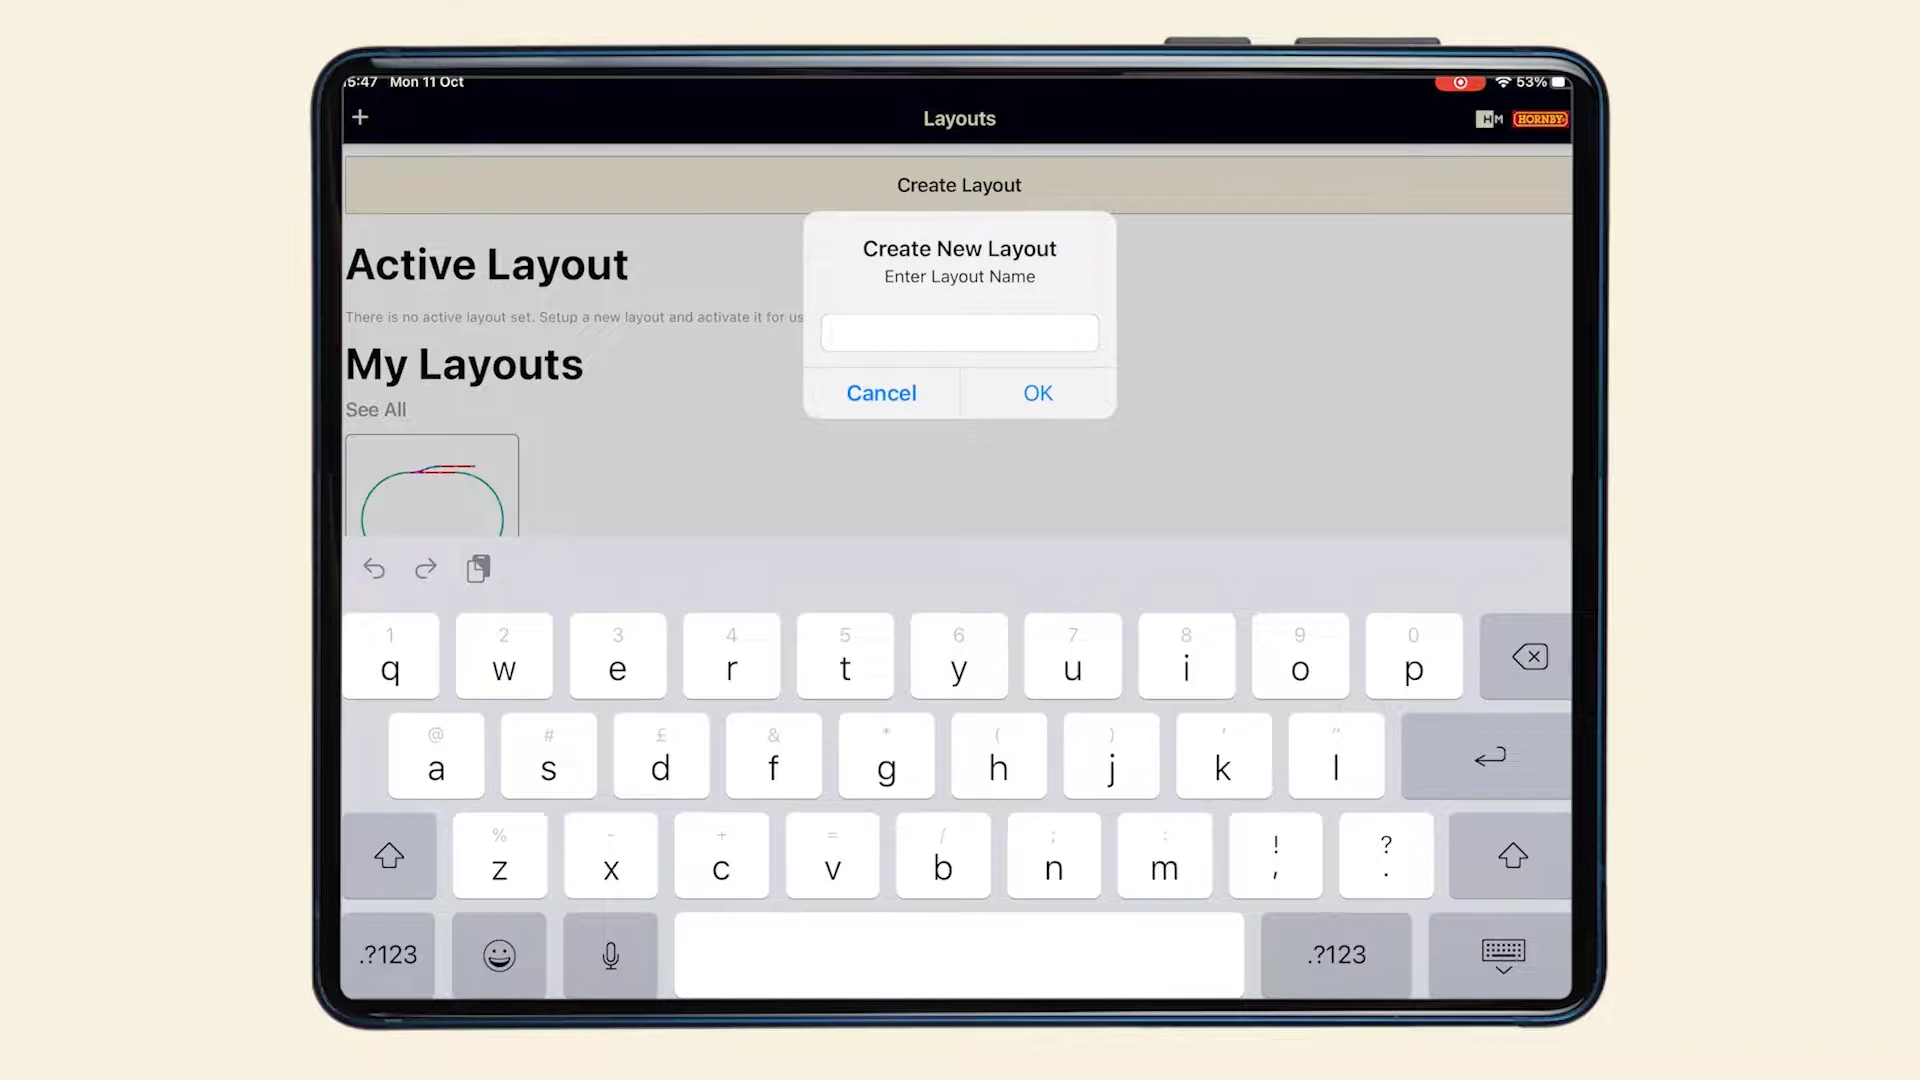 15:47 Mon 11 Oct
53%
Layouts
HM HORNBY
Create Layout
Create New Layout
Enter Layout Name
Cancel OK
Active Layout
There is no active layout set. Setup a new layout and activate it for us
My Layouts
See All
1 2 3 4 5 6 7 8 9 0
q w e r t y u i o p
@ # £ & * ( ) ' "
a s d f g h j k l
% - + = / ; : ! ?
z x c v b n m , .
.?123 .?123